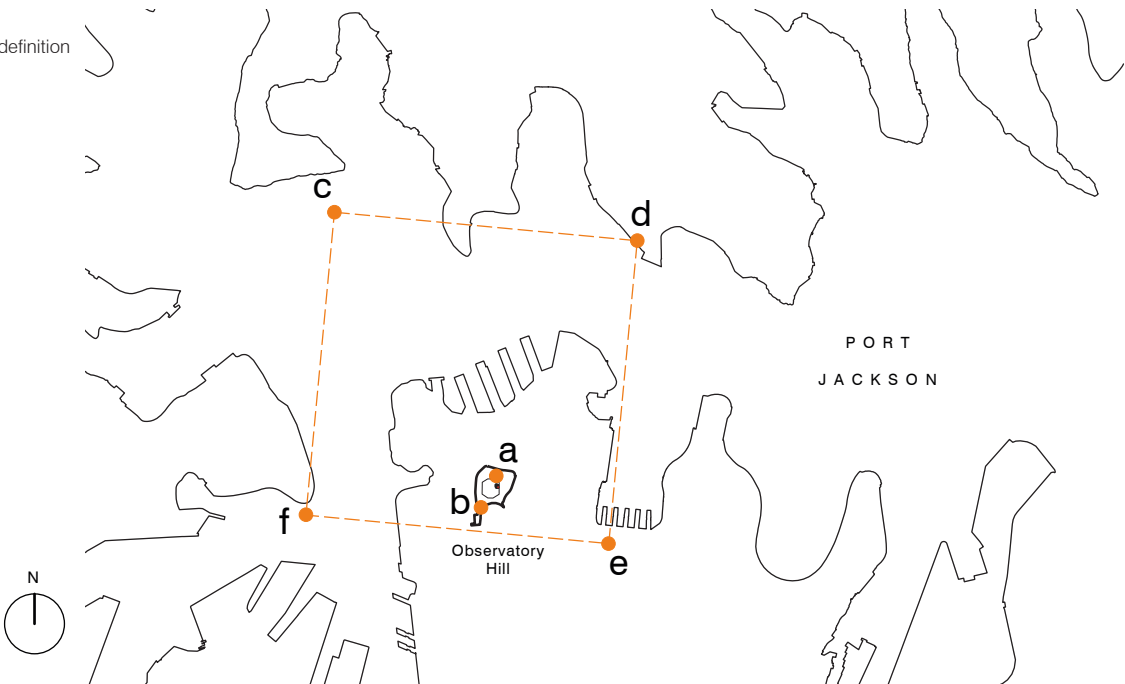 definition
c
d
PORT
JACKSON
a
b
f
Observatory
Hill
e
N